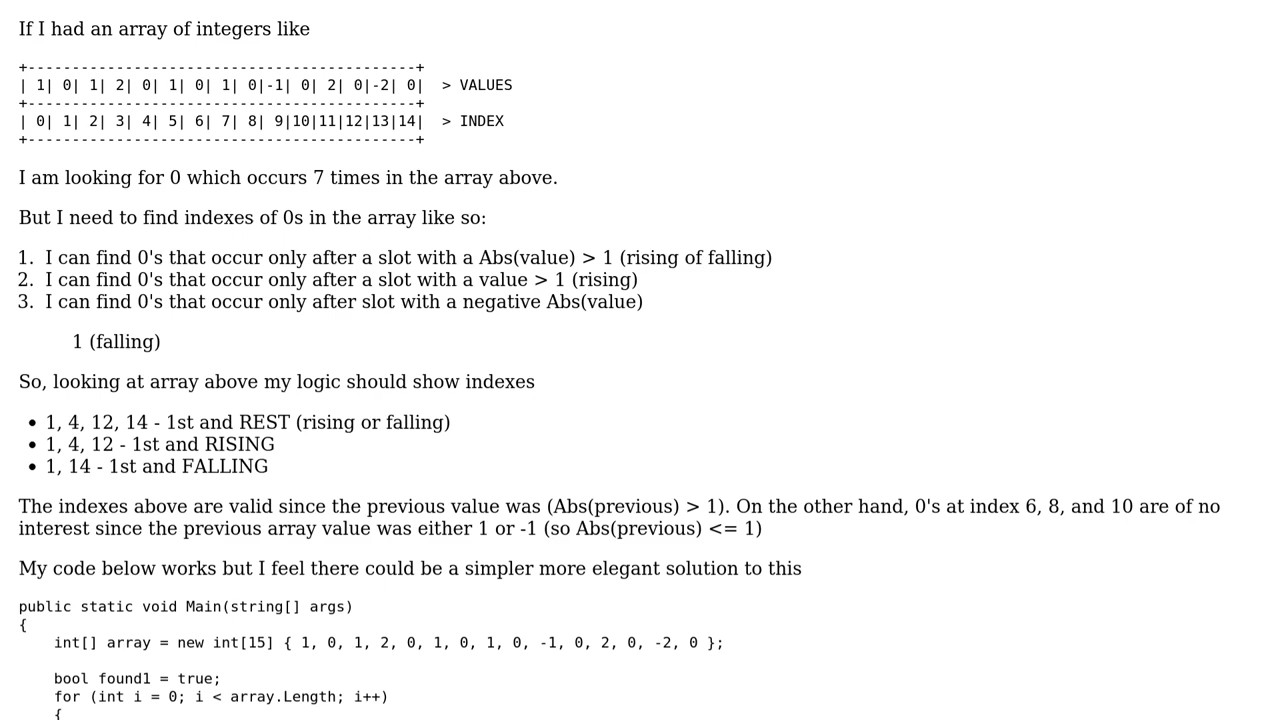 If I had an array of integers like
+--------------------------------------------+
| 1| 0| 1| 2| 0| 1| 0| 1| 0|-1| 0| 2| 0|-2| 0|  > VALUES
+--------------------------------------------+
| 0| 1| 2| 3| 4| 5| 6| 7| 8| 9|10|11|12|13|14|  > INDEX
+--------------------------------------------+
I am looking for 0 which occurs 7 times in the array above.
But I need to find indexes of 0s in the array like so:
1. I can find 0's that occur only after a slot with a Abs(value) > 1 (rising of falling)
2. I can find 0's that occur only after a slot with a value > 1 (rising)
3. I can find 0's that occur only after slot with a negative Abs(value)
1 (falling)
So, looking at array above my logic should show indexes
• 1, 4, 12, 14 - 1st and REST (rising or falling)
• 1, 4, 12 - 1st and RISING
• 1, 14 - 1st and FALLING
The indexes above are valid since the previous value was (Abs(previous) > 1). On the other hand, 0's at index 6, 8, and 10 are of no
interest since the previous array value was either 1 or -1 (so Abs(previous) <= 1)
My code below works but I feel there could be a simpler more elegant solution to this
public static void Main(string[] args)
{
    int[] array = new int[15] { 1, 0, 1, 2, 0, 1, 0, 1, 0, -1, 0, 2, 0, -2, 0 };
    bool found1 = true;
    for (int i = 0; i < array.Length; i++)
    {